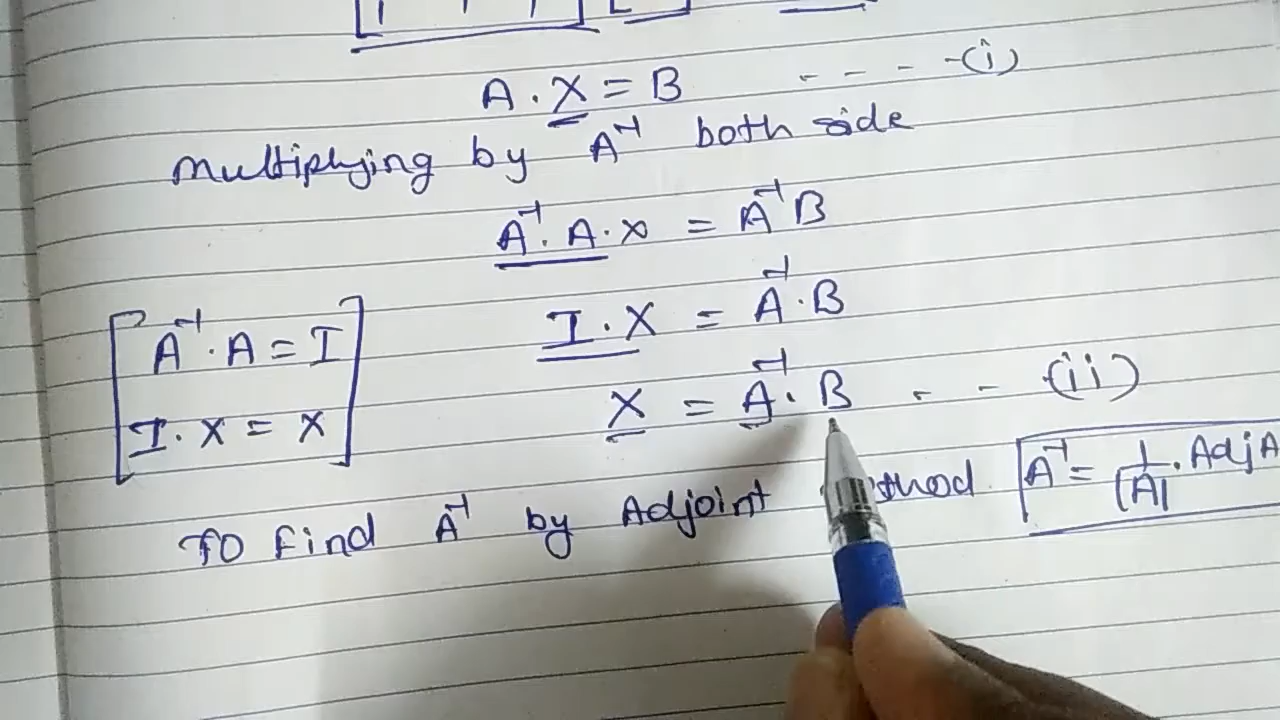 A . X = B - - - - (i)
Multiplying by A⁻¹ both side
A⁻¹ . A . x = A⁻¹ B
I . X = A⁻¹ . B
[A⁻¹ . A = I
I . X = X]
X = A⁻¹ . B - - (ii)
To Find A⁻¹ by Adjoint thod A⁻¹ = 1/|A| . Adj A